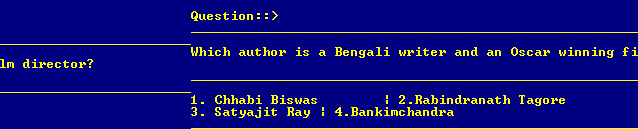 Question::>
Which author is a Bengali writer and an Oscar winning fi
lm director?
1. Chhabi Biswas ¦ 2.Rabindranath Tagore
3. Satyajit Ray ¦ 4.Bankimchandra